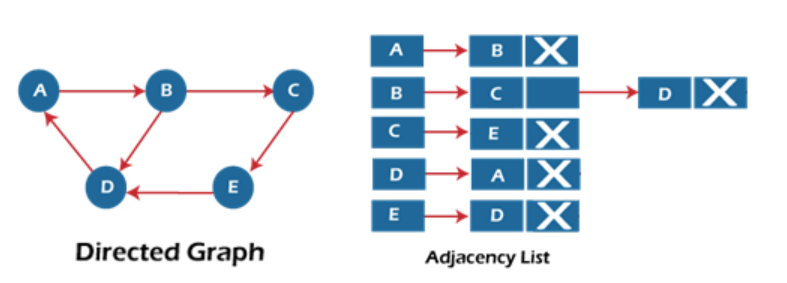 A B C
D E
Directed Graph
A B X
B C D X
C E X
D A X
E D X
Adjacency List